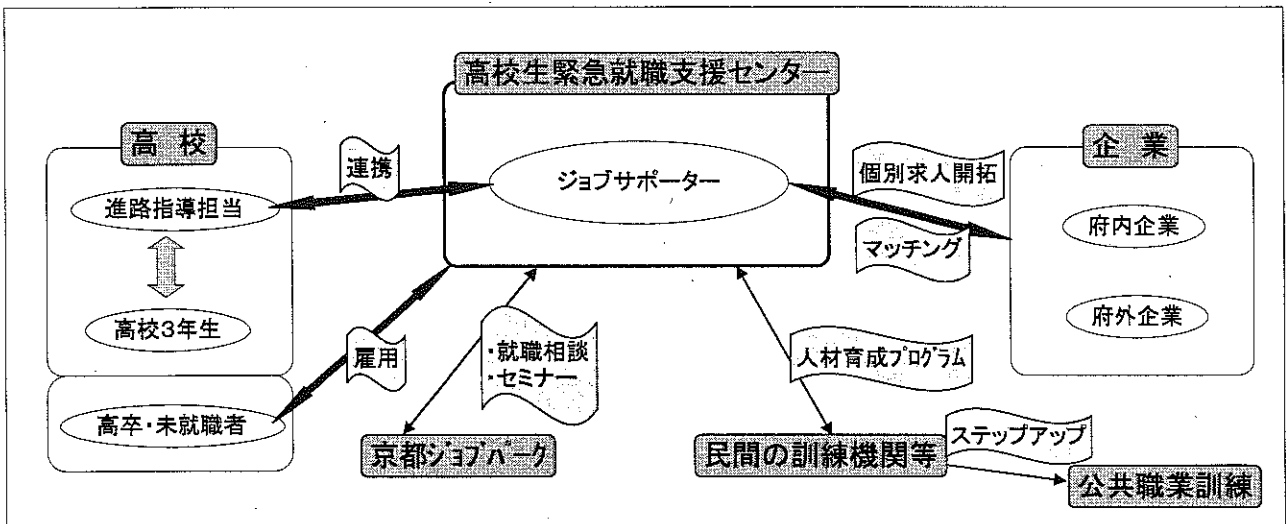 高校生緊急就職支援センター
高 校
企 業
連携
ジョブサポーター
個別求人開拓
進路指導担当
府内企業
マッチング
高校3年生
府外企業
雇用
・就職相談
・セミナー
人材育成プログラム
高卒・未就職者
ステップアップ
京都ジョブパーク
民間の訓練機関等
公共職業訓練